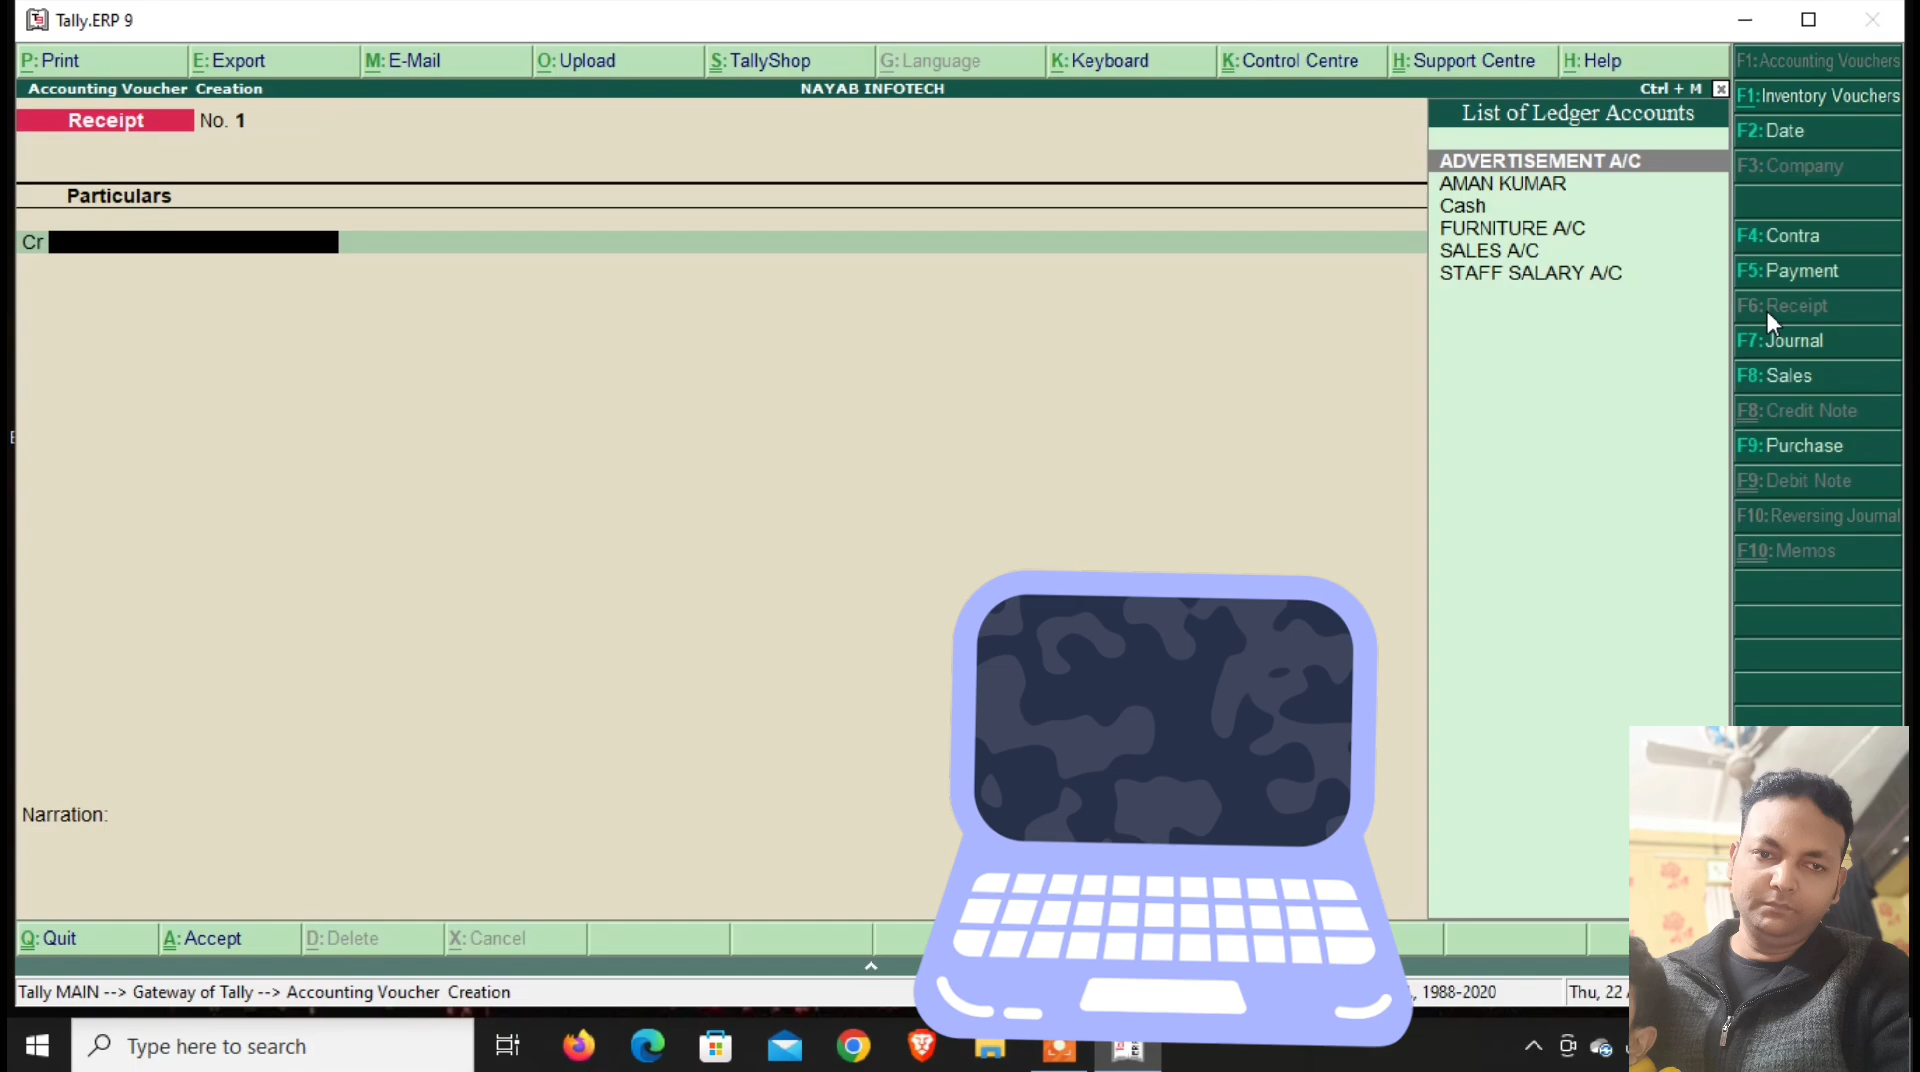 Tally.ERP 9
P: Print E: Export M: E-Mail O: Upload S: TallyShop G: Language K: Keyboard K: Control Centre H: Support Centre H: Help
Accounting Voucher Creation NAYAB INFOTECH Ctrl + M
Receipt No. 1
Particulars
Cr
Narration:
List of Ledger Accounts
ADVERTISEMENT A/C
AMAN KUMAR
Cash
FURNITURE A/C
SALES A/C
STAFF SALARY A/C
F1: Accounting Vouchers
F1: Inventory Vouchers
F2: Date
F3: Company
F4: Contra
F5: Payment
F6: Receipt
F7: Journal
F8: Sales
F8: Credit Note
F9: Purchase
F9: Debit Note
F10: Reversing Journal
F10: Memos
Q: Quit A: Accept D: Delete X: Cancel
Tally MAIN --> Gateway of Tally --> Accounting Voucher Creation , 1988-2020 Thu, 22
Type here to search